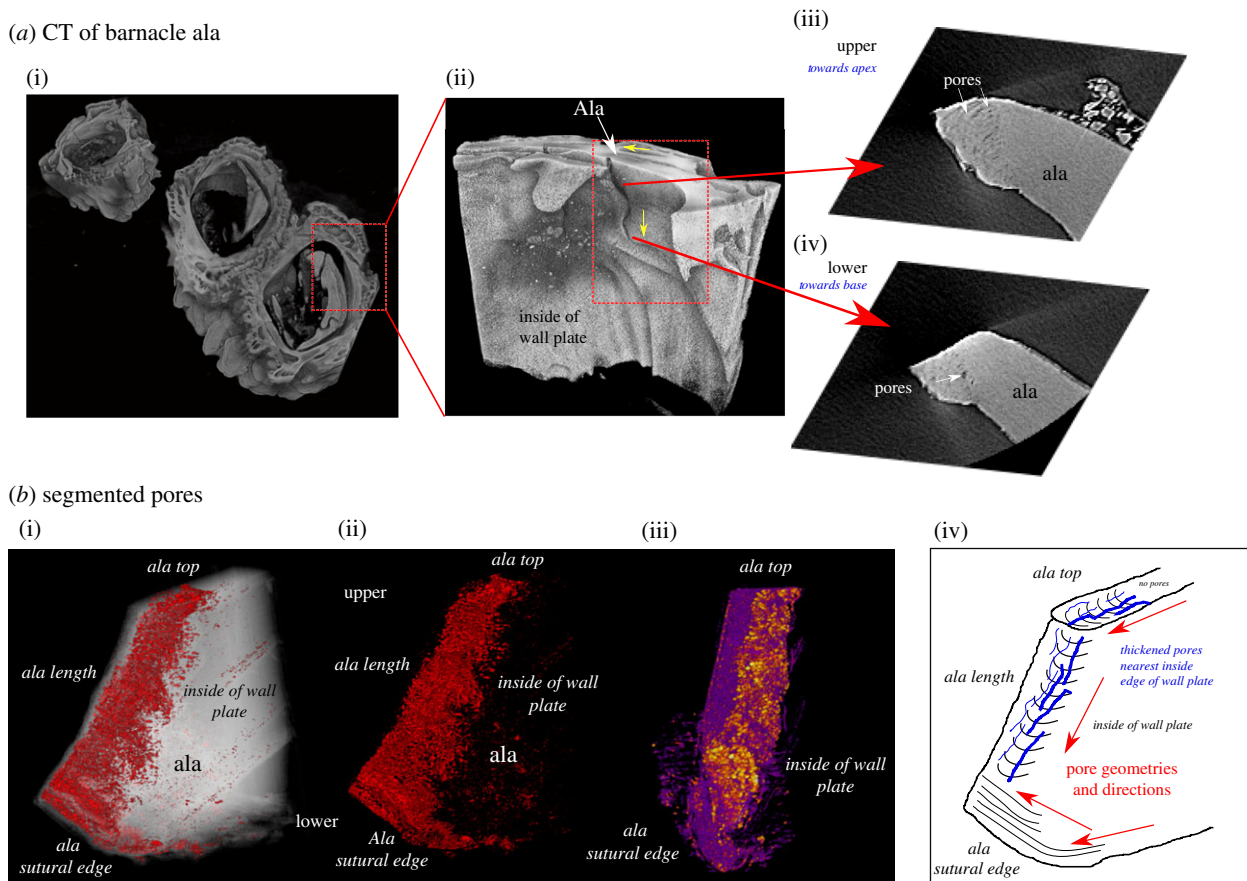 (a) CT of barnacle ala
(i)
(ii)
Ala
inside of
wall plate
(iii)
upper
towards apex
pores
ala
(iv)
lower
towards base
pores
ala
(b) segmented pores
(i)
ala top
ala length
inside of wall
plate
ala
lower
ala
sutural edge
(ii)
ala top
upper
ala length
inside of wall
plate
ala
Ala
sutural edge
(iii)
ala top
inside of wall
plate
ala
sutural edge
(iv)
ala top
no pores
ala length
thickened pores
nearest inside
edge of wall plate
inside of wall plate
pore geometries
and directions
ala
sutural edge